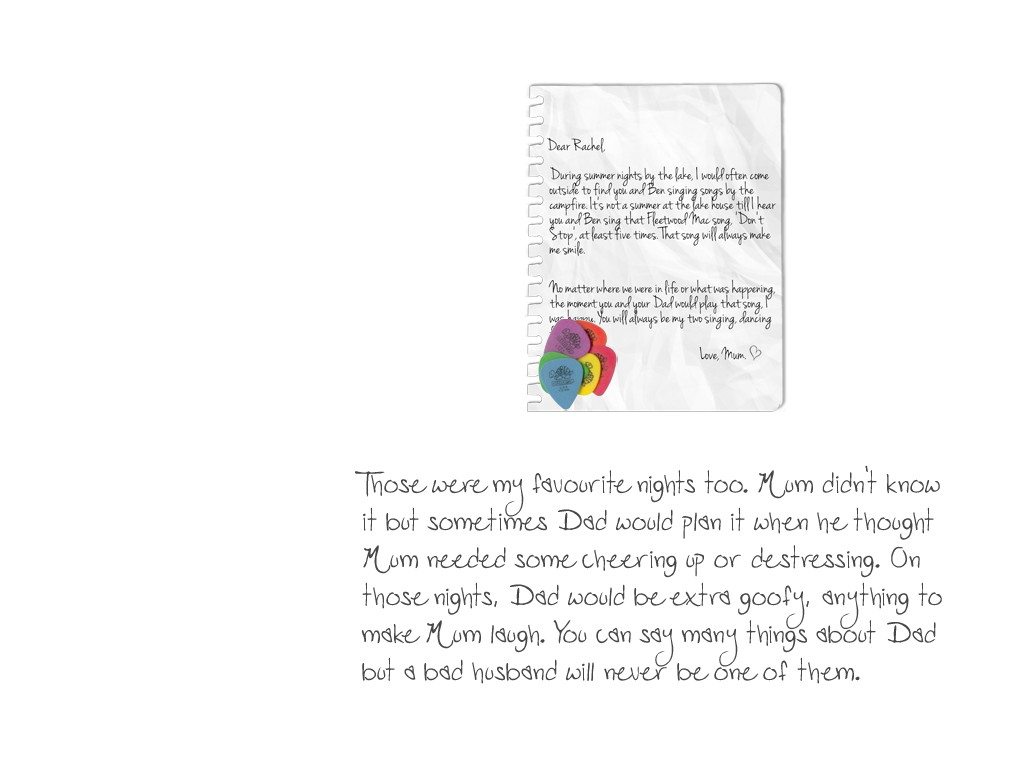 Dear Rachel,
During summer nights by the lake, I would often come
outside to find you and Ben singing songs by the
campfire. It's not a summer at the lake house till I hear
you and Ben sing that Fleetwood Mac song, 'Don't
Stop', at least five times. That song will always make
me smile.
No matter where we were in life or what was happening,
the moment you and your Dad would play that song, I
was happy. You will always be my two singing, dancing
Love, Mum. ♡
Those were my favourite nights too. Mum didn't know
it but sometimes Dad would plan it when he thought
Mum needed some cheering up or destressing. On
those nights, Dad would be extra goofy, anything to
make Mum laugh. You can say many things about Dad
but a bad husband will never be one of them.